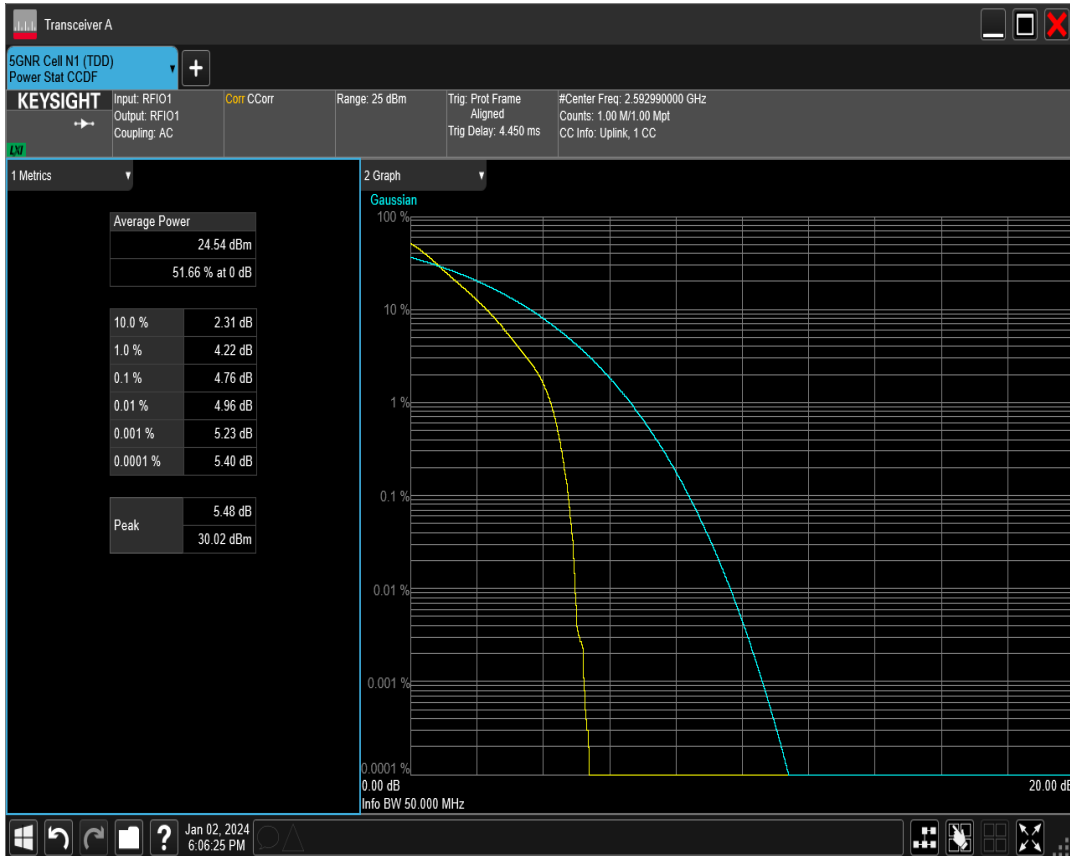 Transceiver A
5GNR Cell N1 (TDD)
Power Stat CCDF
+
KEYSIGHT
LXI
Input: RFIO1
Output: RFIO1
Coupling: AC
Corr CCorr
Range: 25 dBm
Trig: Prot Frame
Aligned
Trig Delay: 4.450 ms
#Center Freq: 2.592990000 GHz
Counts: 1.00 M/1.00 Mpt
CC Info: Uplink, 1 CC
1 Metrics
Average Power
24.54 dBm
51.66 % at 0 dB
10.0 % 2.31 dB
1.0 % 4.22 dB
0.1 % 4.76 dB
0.01 % 4.96 dB
0.001 % 5.23 dB
0.0001 % 5.40 dB
Peak
5.48 dB
30.02 dBm
2 Graph
Gaussian
100 %
10 %
1 %
0.1 %
0.01 %
0.001 %
0.0001 %
0.00 dB
20.00 dB
Info BW 50.000 MHz
?
Jan 02, 2024
6:06:25 PM